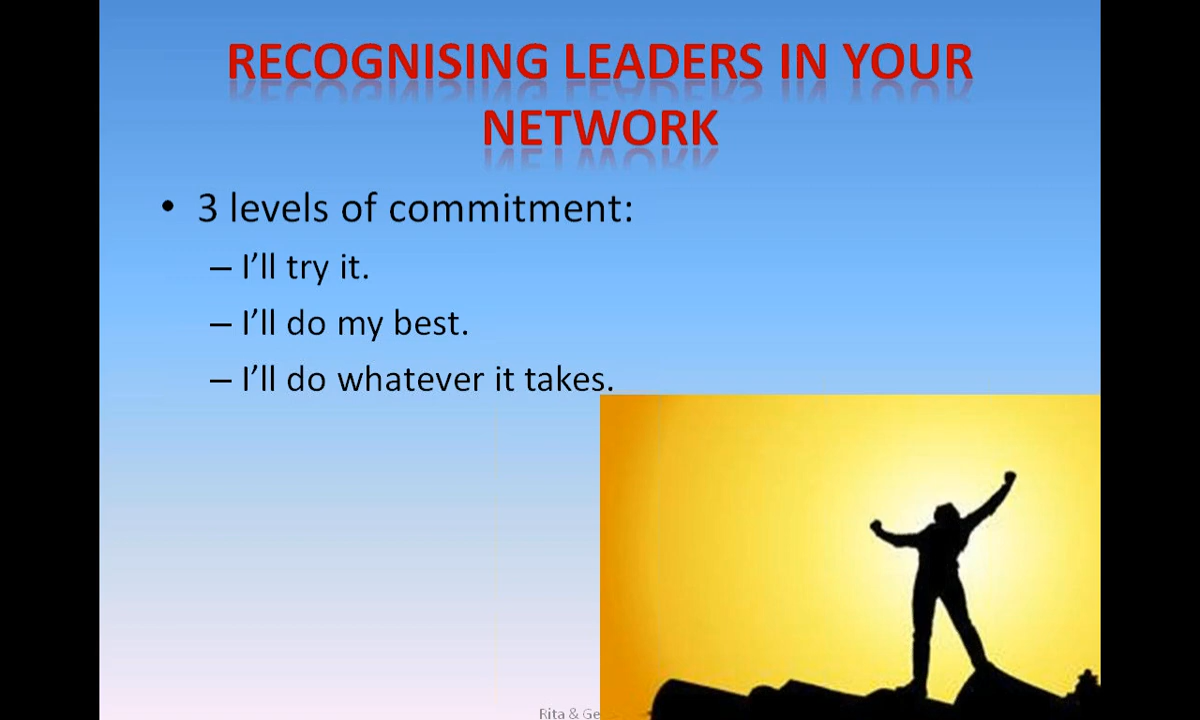 RECOGNISING LEADERS IN YOUR
NETWORK
• 3 levels of commitment:
– I'll try it.
– I'll do my best.
– I'll do whatever it takes.
Rita &